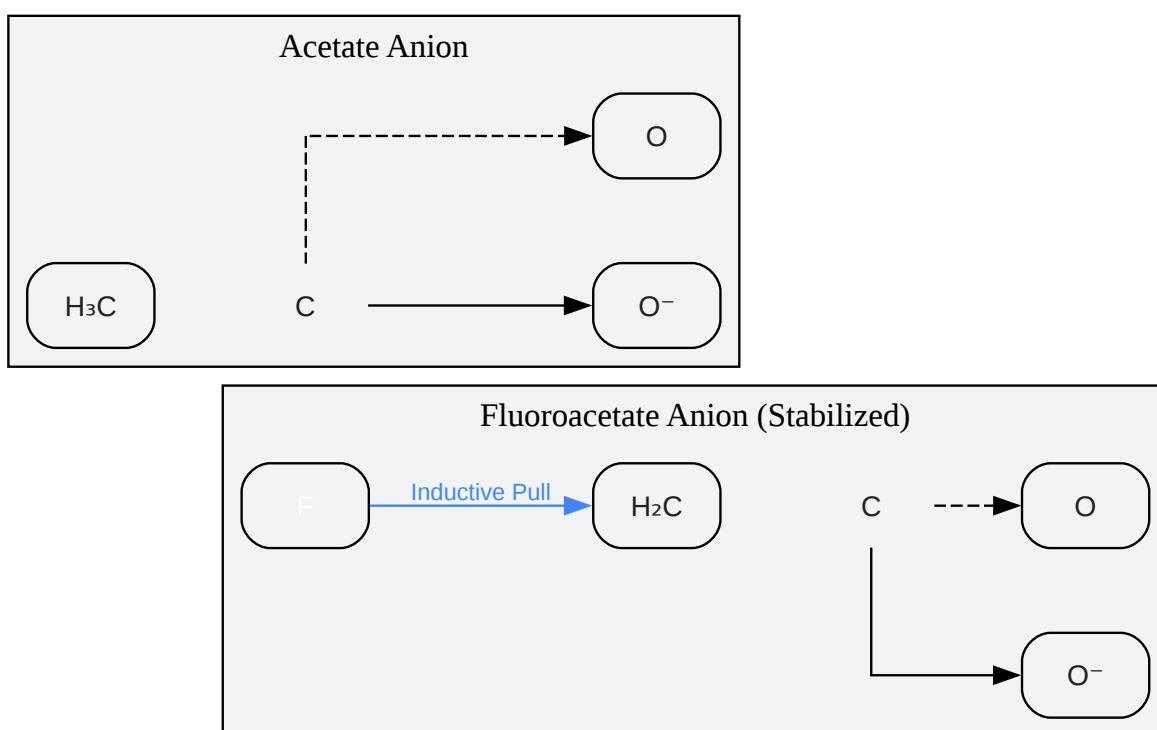 Acetate Anion
O
H₃C
C
O⁻
Fluoroacetate Anion (Stabilized)
F
Inductive Pull
H₂C
C
O
O⁻